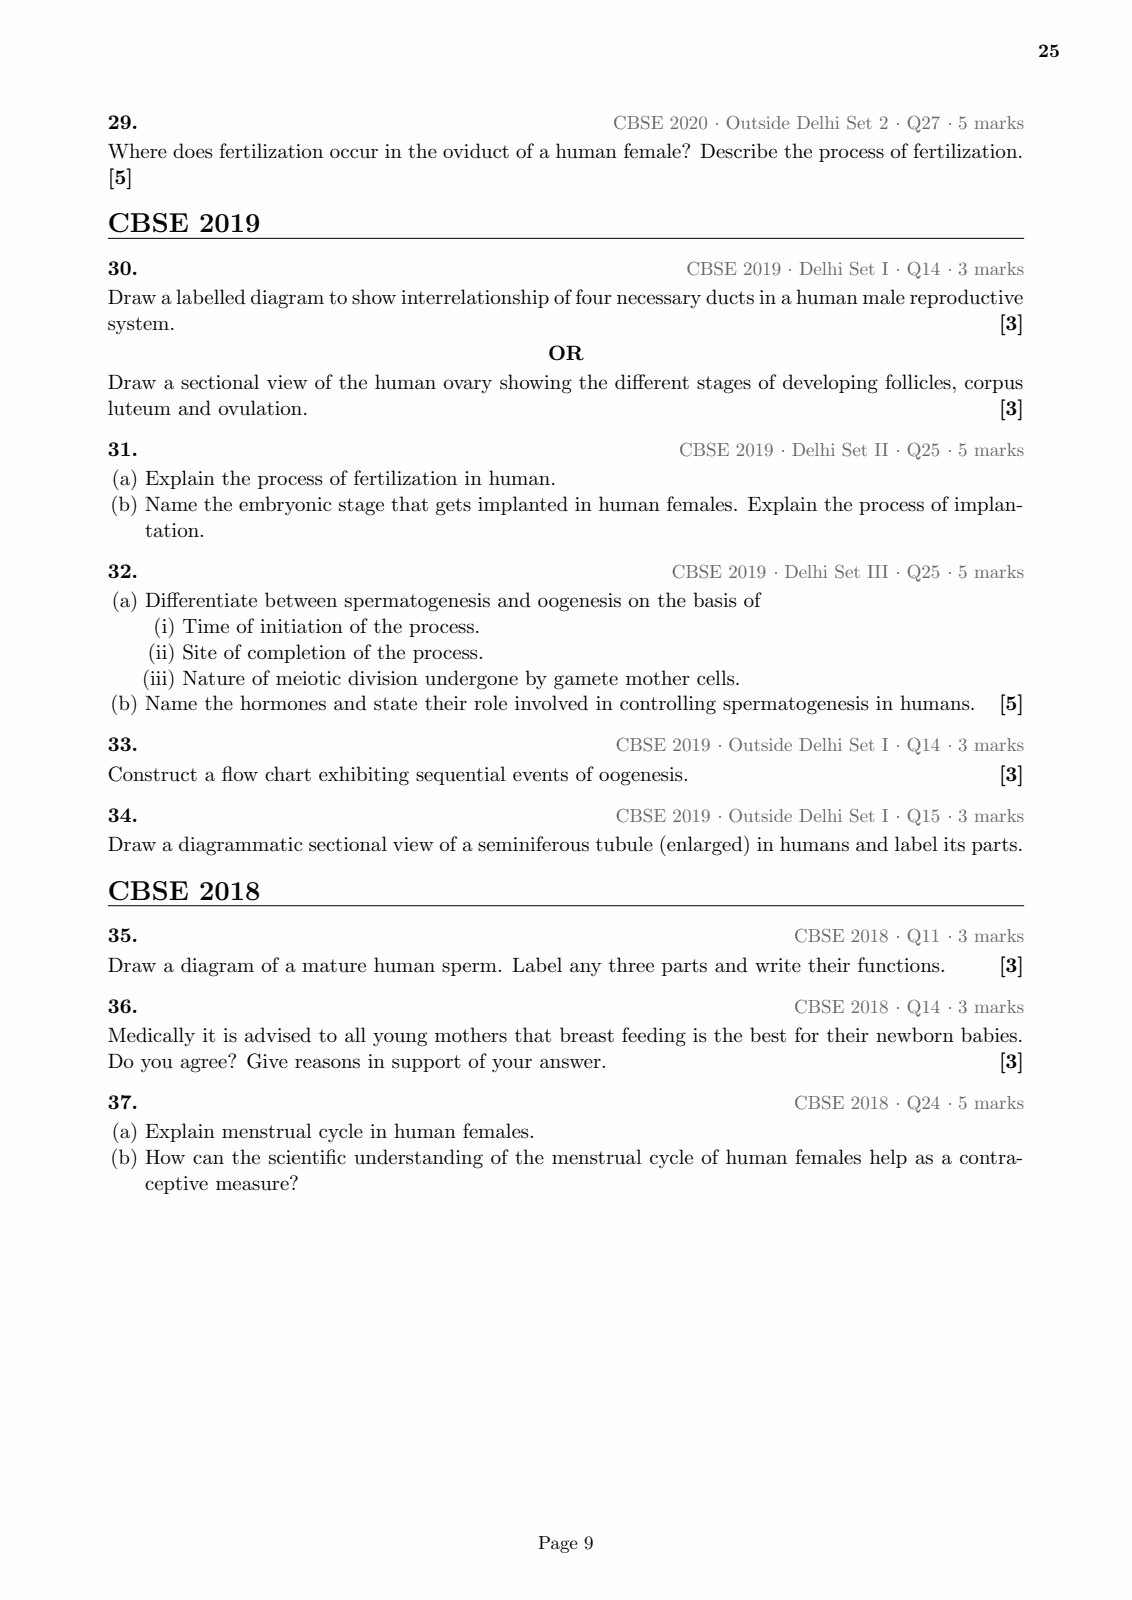 25
29. CBSE 2020 · Outside Delhi Set 2 · Q27 · 5 marks
Where does fertilization occur in the oviduct of a human female? Describe the process of fertilization.
[5]
CBSE 2019
30. CBSE 2019 · Delhi Set I · Q14 · 3 marks
Draw a labelled diagram to show interrelationship of four necessary ducts in a human male reproductive
system. [3]
OR
Draw a sectional view of the human ovary showing the different stages of developing follicles, corpus
luteum and ovulation. [3]
31. CBSE 2019 · Delhi Set II · Q25 · 5 marks
(a) Explain the process of fertilization in human.
(b) Name the embryonic stage that gets implanted in human females. Explain the process of implan-
tation.
32. CBSE 2019 · Delhi Set III · Q25 · 5 marks
(a) Differentiate between spermatogenesis and oogenesis on the basis of
(i) Time of initiation of the process.
(ii) Site of completion of the process.
(iii) Nature of meiotic division undergone by gamete mother cells.
(b) Name the hormones and state their role involved in controlling spermatogenesis in humans. [5]
33. CBSE 2019 · Outside Delhi Set I · Q14 · 3 marks
Construct a flow chart exhibiting sequential events of oogenesis. [3]
34. CBSE 2019 · Outside Delhi Set I · Q15 · 3 marks
Draw a diagrammatic sectional view of a seminiferous tubule (enlarged) in humans and label its parts.
CBSE 2018
35. CBSE 2018 · Q11 · 3 marks
Draw a diagram of a mature human sperm. Label any three parts and write their functions. [3]
36. CBSE 2018 · Q14 · 3 marks
Medically it is advised to all young mothers that breast feeding is the best for their newborn babies.
Do you agree? Give reasons in support of your answer. [3]
37. CBSE 2018 · Q24 · 5 marks
(a) Explain menstrual cycle in human females.
(b) How can the scientific understanding of the menstrual cycle of human females help as a contra-
ceptive measure?
Page 9